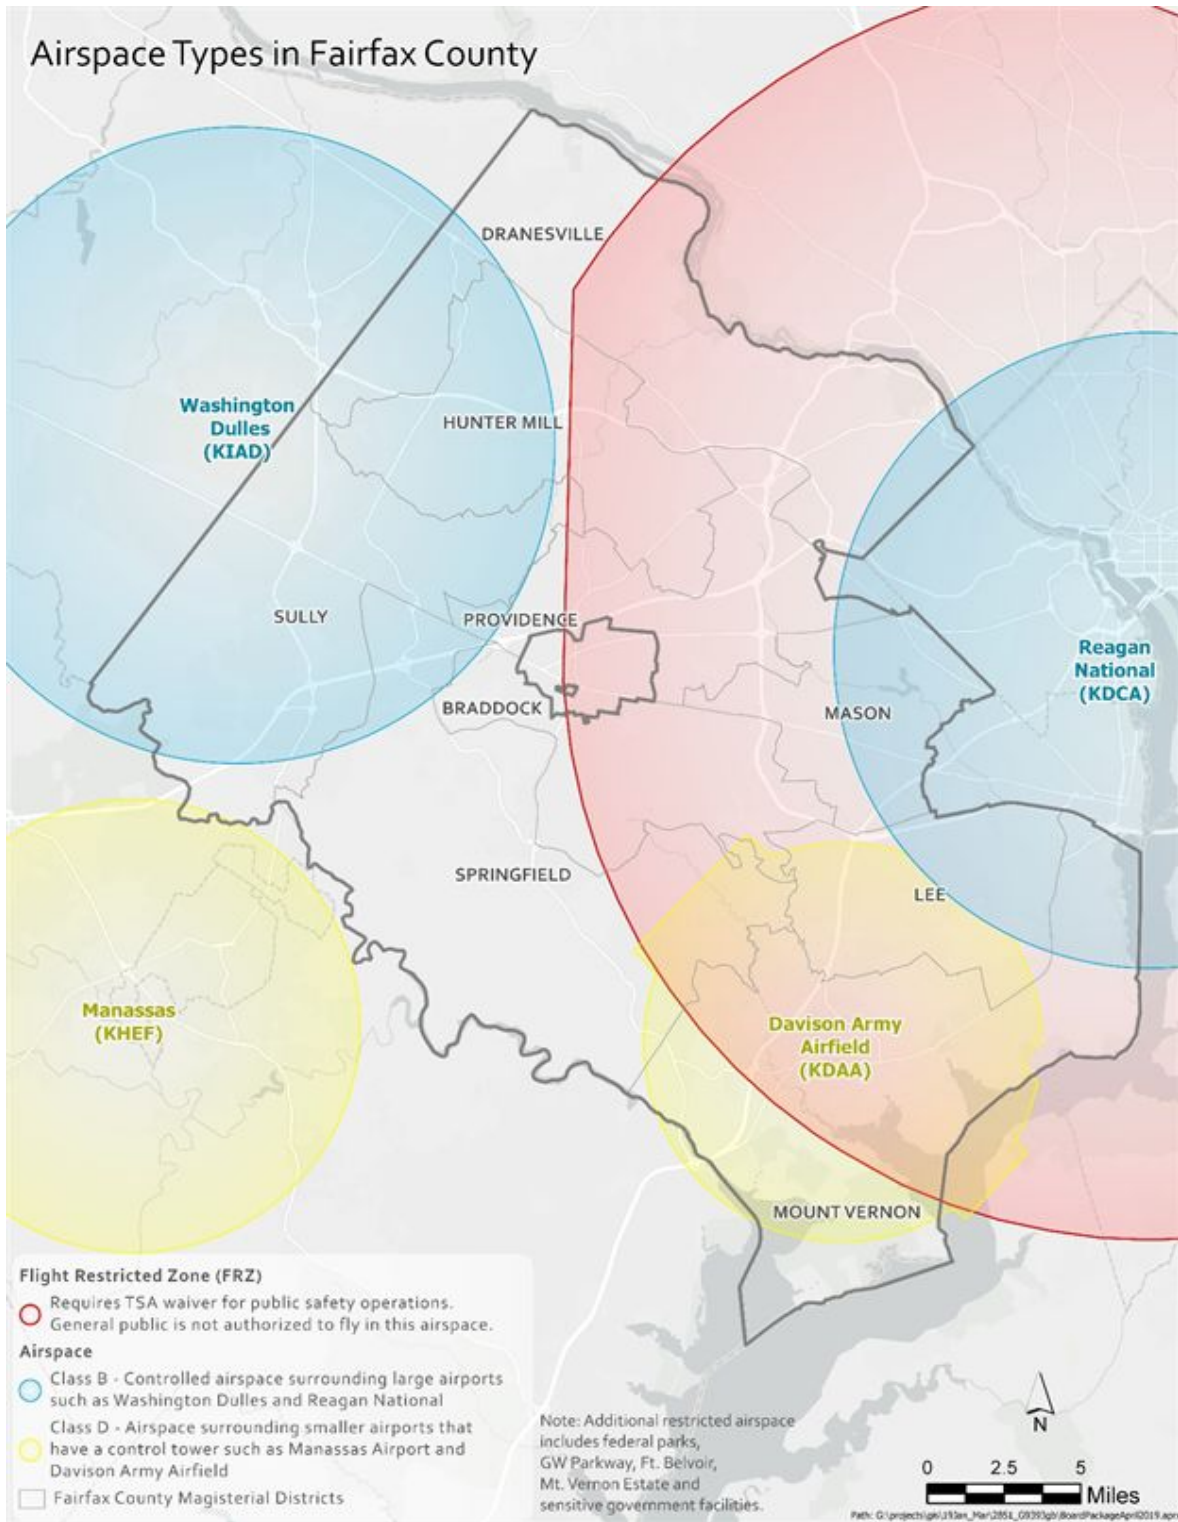 Airspace Types in Fairfax County
DRANESVILLE
Washington
Dulles
(KIAD)
HUNTER MILL
SULLY
PROVIDENCE
BRADDOCK
MASON
Reagan
National
(KDCA)
SPRINGFIELD
LEE
Manassas
(KHEF)
Davison Army
Airfield
(KDAA)
MOUNT VERNON
Flight Restricted Zone (FRZ)
Requires TSA waiver for public safety operations.
General public is not authorized to fly in this airspace.
Airspace
Class B - Controlled airspace surrounding large airports
such as Washington Dulles and Reagan National
Class D - Airspace surrounding smaller airports that
have a control tower such as Manassas Airport and
Davison Army Airfield
Fairfax County Magisterial Districts
Note: Additional restricted airspace
includes federal parks,
GW Parkway, Ft. Belvoir,
Mt. Vernon Estate and
sensitive government facilities.
N
0 2.5 5
Miles